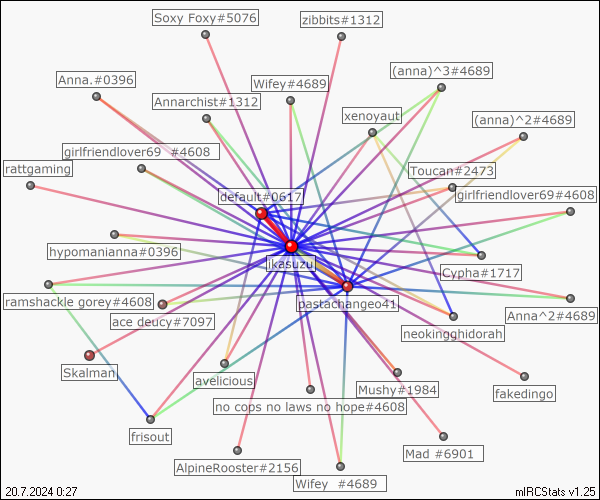 Soxy Foxy#5076
zibbits#1312
Anna.#0396
Wifey#4689
(anna)^3#4689
Annarchist#1312
xenoyaut
(anna)^2#4689
girlfriendlover69  #4608
rattgaming
Toucan#2473
default#0617
girlfriendlover69#4608
hypomanianna#0396
ikasuzu
Cypha#1717
ramshackle gorey#4608
pastachange041
Anna^2#4689
ace deucy#7097
neokingghidorah
Skalman
avelicious
Mushy#1984
fakedingo
no cops no laws no hope#4608
frisout
Mad #6901
AlpineRooster#2156
Wifey  #4689
20.7.2024 0:27
mIRCStats v1.25